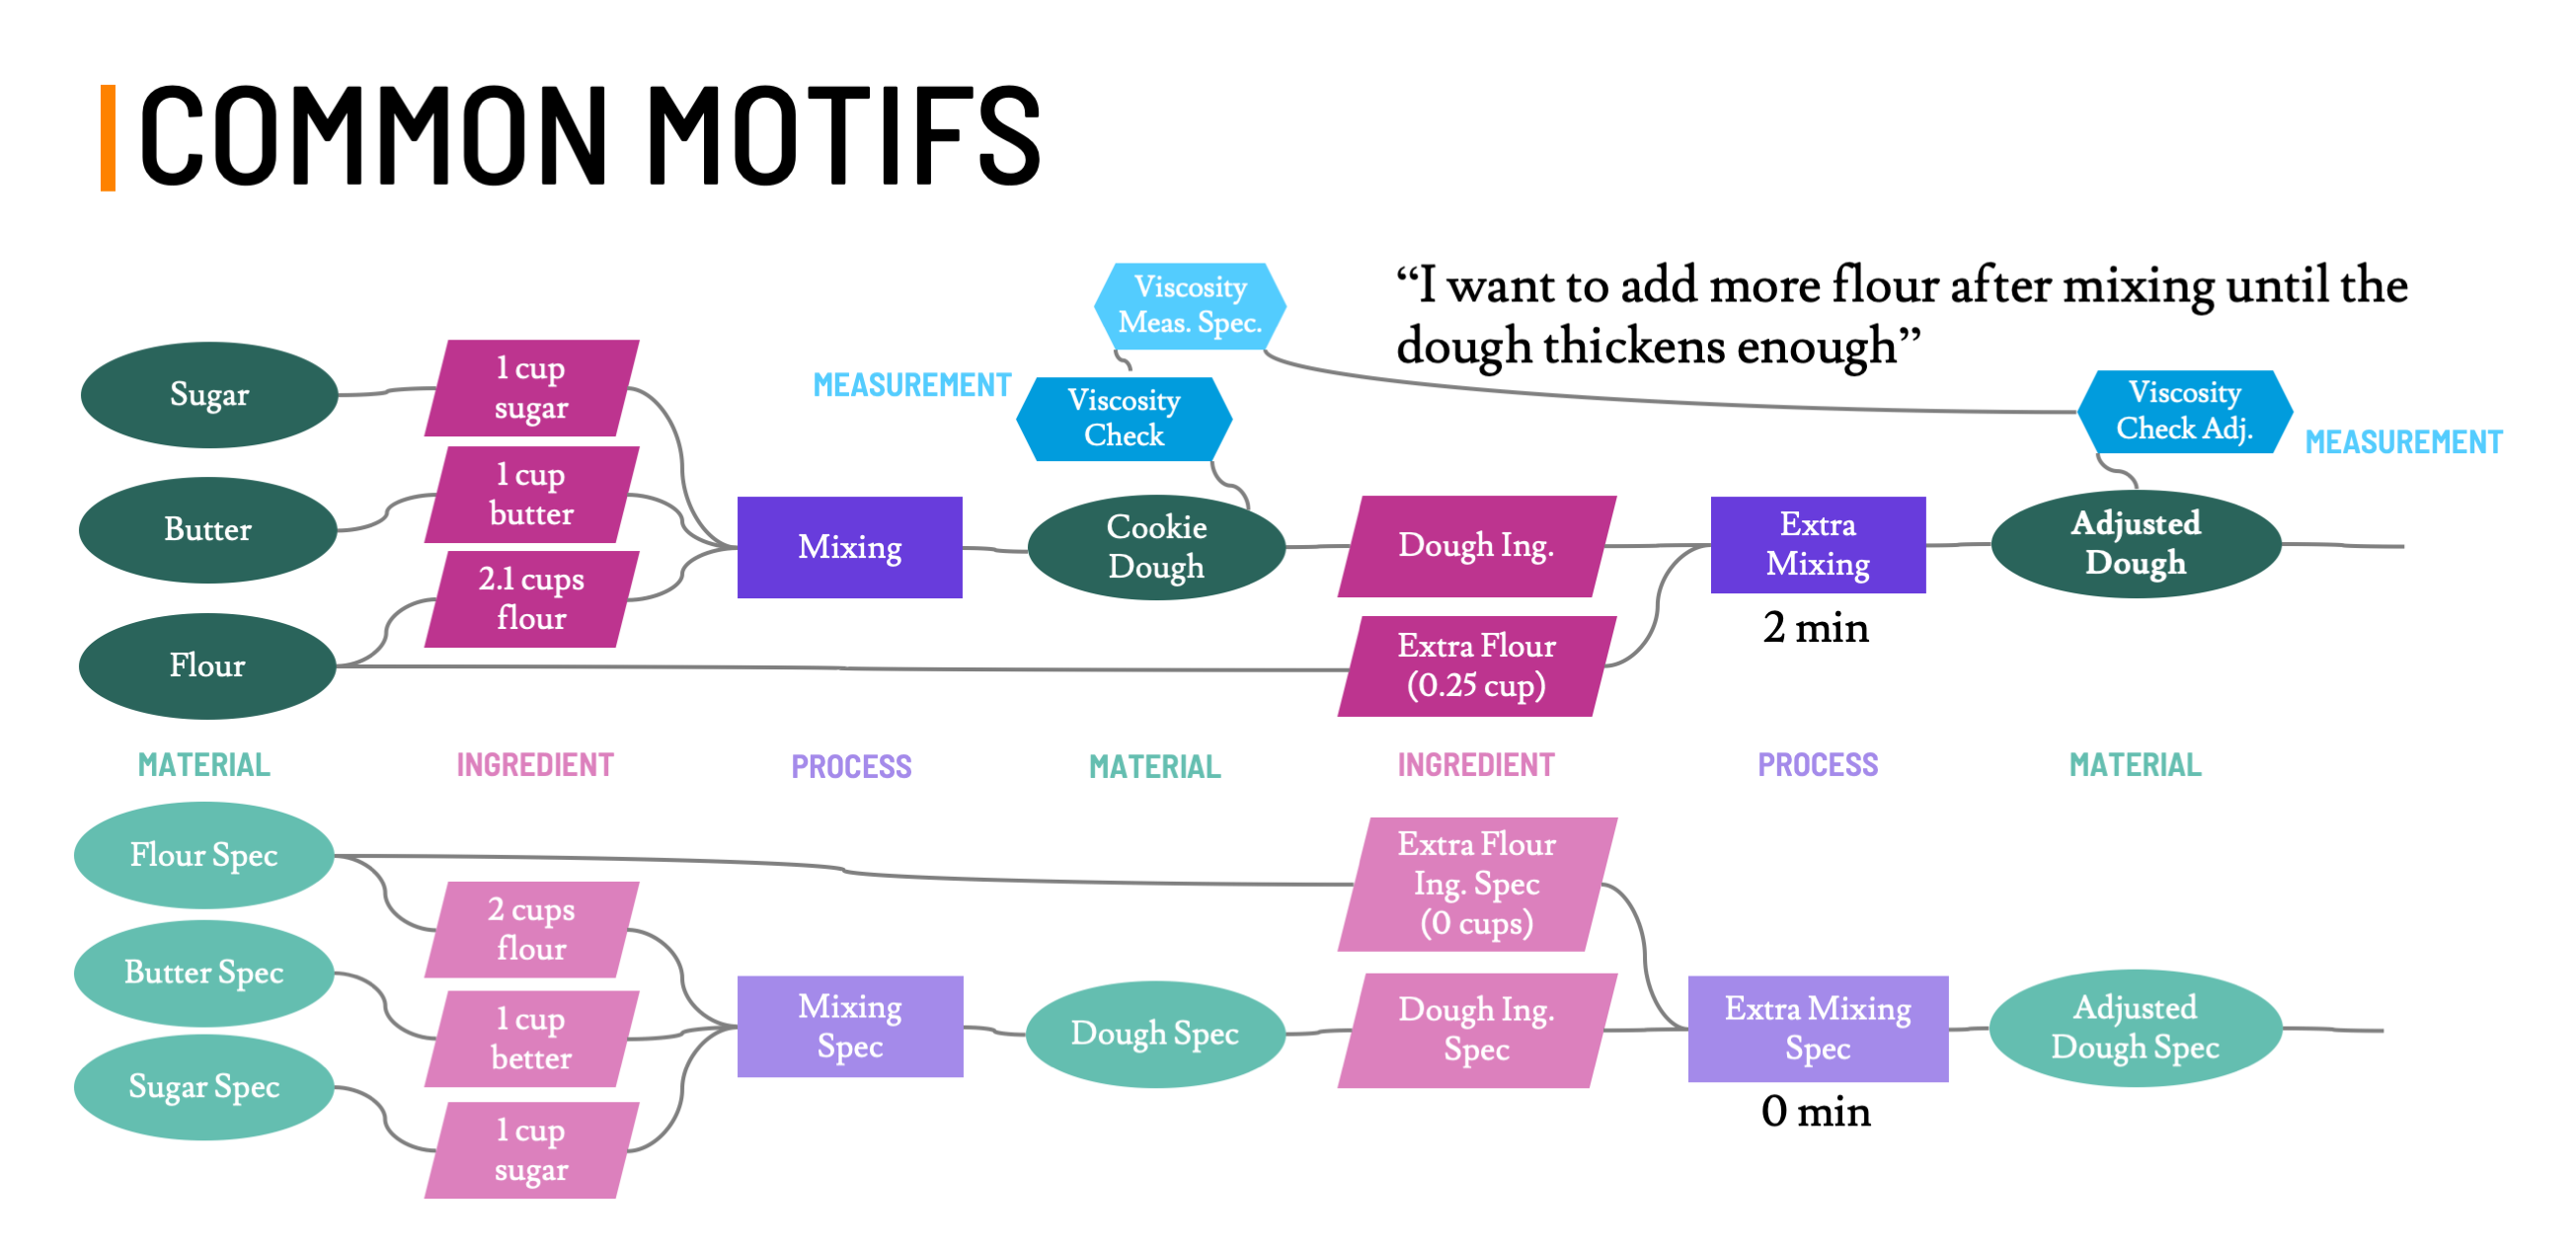 COMMON MOTIFS
“I want to add more flour after mixing until the
dough thickens enough”
Viscosity
Meas. Spec.
MEASUREMENT
Viscosity
Check
Viscosity
Check Adj.
MEASUREMENT
Sugar
1 cup
sugar
Butter
1 cup
butter
Flour
2.1 cups
flour
Mixing
Cookie
Dough
Dough Ing.
Extra Flour
(0.25 cup)
Extra
Mixing
2 min
Adjusted
Dough
MATERIAL
INGREDIENT
PROCESS
MATERIAL
INGREDIENT
PROCESS
MATERIAL
Flour Spec
2 cups
flour
Butter Spec
1 cup
better
Sugar Spec
1 cup
sugar
Mixing
Spec
Dough Spec
Extra Flour
Ing. Spec
(0 cups)
Dough Ing.
Spec
Extra Mixing
Spec
0 min
Adjusted
Dough Spec